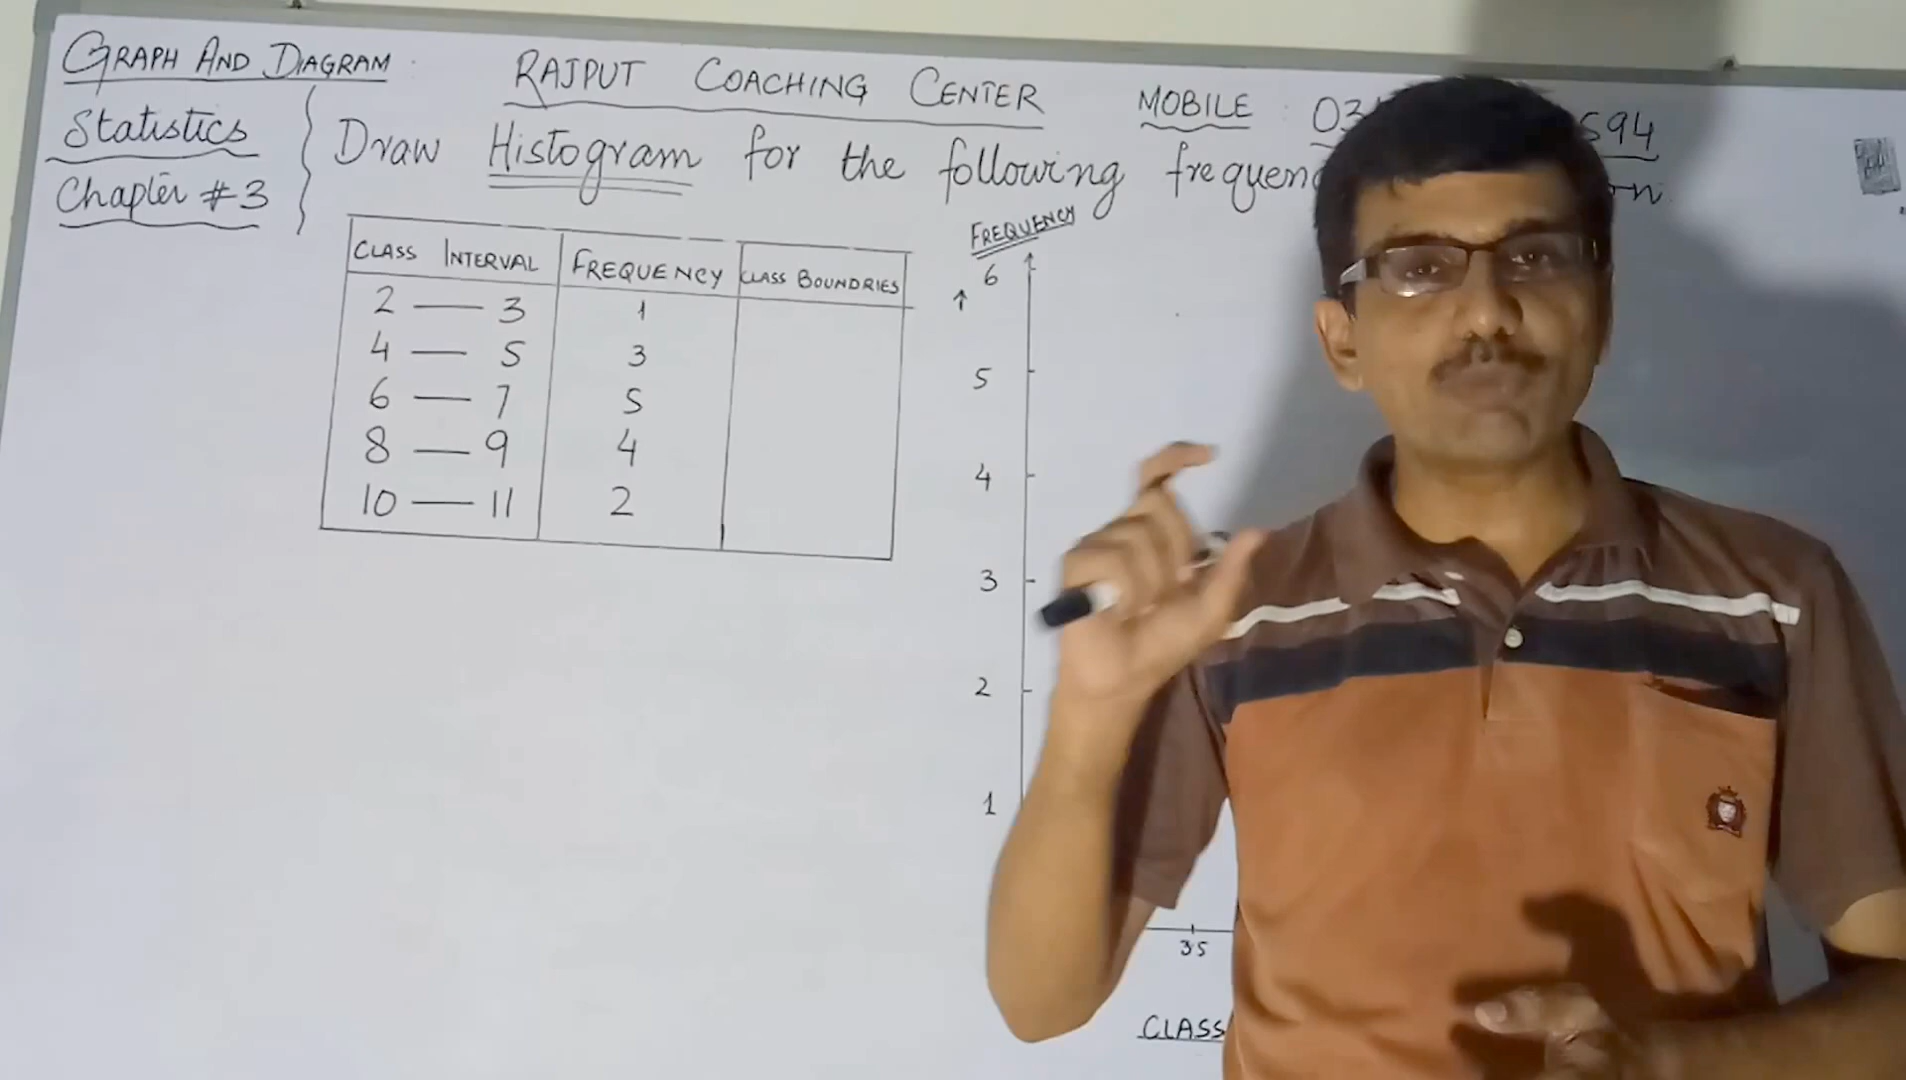 GRAPH AND DIAGRAM :
RAJPUT COACHING CENTER
MOBILE : 03 594
Statistics
Chapter # 3
Draw Histogram for the following
CLASS INTERVAL FREQUENCY CLASS BOUNDRIES
2 — 3 1
4 — 5 3
6 — 7 5
8 — 9 4
10 — 11 2
FREQUENCY
6
5
4
3
2
1
3.5
CLASS